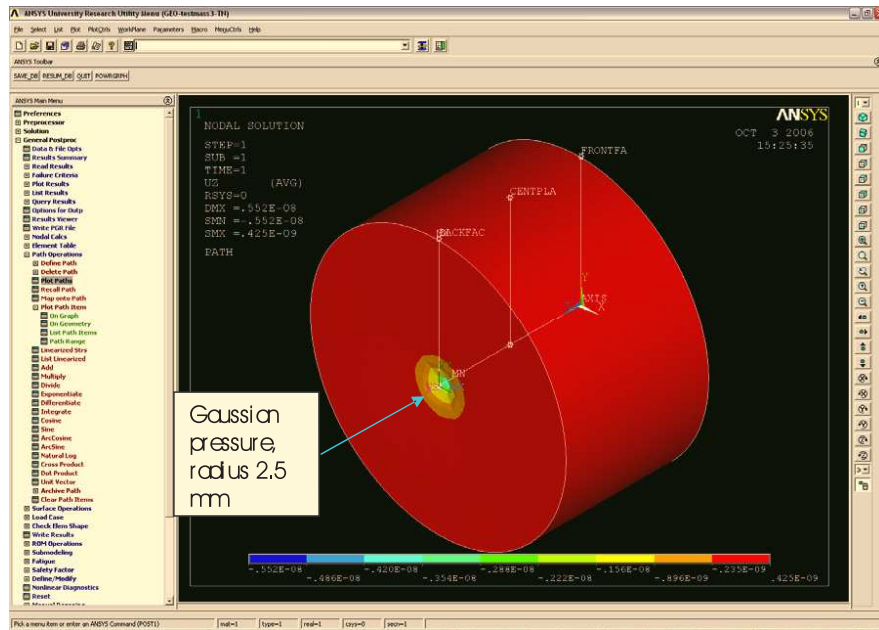 ANSYS University Research Utility Menu (GEO-testmass3-TN)
File Select List Plot PlotCtrls WorkPlane Parameters Macro MenuCtrls Help
ANSYS Toolbar
SAVE_DB RESUM_DB QUIT POWRGRPH
ANSYS Main Menu
Preferences
Preprocessor
Solution
General Postproc
Data & File Opts
Results Summary
Read Results
Failure Criteria
Plot Results
List Results
Query Results
Options for Outp
Results Viewer
Write PGR File
Nodal Calcs
Element Table
Path Operations
Define Path
Delete Path
Plot Paths
Recall Path
Map onto Path
Plot Path Item
On Graph
On Geometry
List Path Items
Path Range
Linearized Strs
List Linearized
Add
Multiply
Divide
Exponentiate
Differentiate
Integrate
Cosine
Sine
ArcCosine
ArcSine
Natural Log
Cross Product
Dot Product
Unit Vector
Archive Path
Clear Path Items
Surface Operations
Load Case
Check Elem Shape
Write Results
ROM Operations
Submodeling
Fatigue
Safety Factor
Define/Modify
Nonlinear Diagnostics
Reset
Manual Rezoning
1
NODAL SOLUTION
STEP=1
SUB =1
TIME=1
UZ (AVG)
RSYS=0
DMX =.552E-08
SMN =-.552E-08
SMX =.425E-09
PATH
ANSYS
OCT 3 2006
15:25:35
FRONTFA
CENTPLA
BACKFAC
Y
AXIS
X
MN
Gaussian
pressure,
radius 2.5
mm
-.552E-08 -.420E-08 -.288E-08 -.156E-08 -.235E-09
-.486E-08 -.354E-08 -.222E-08 -.896E-09 .425E-09
Pick a menu item or enter an ANSYS Command (POST1) mat=1 type=1 real=1 csys=0 secn=1